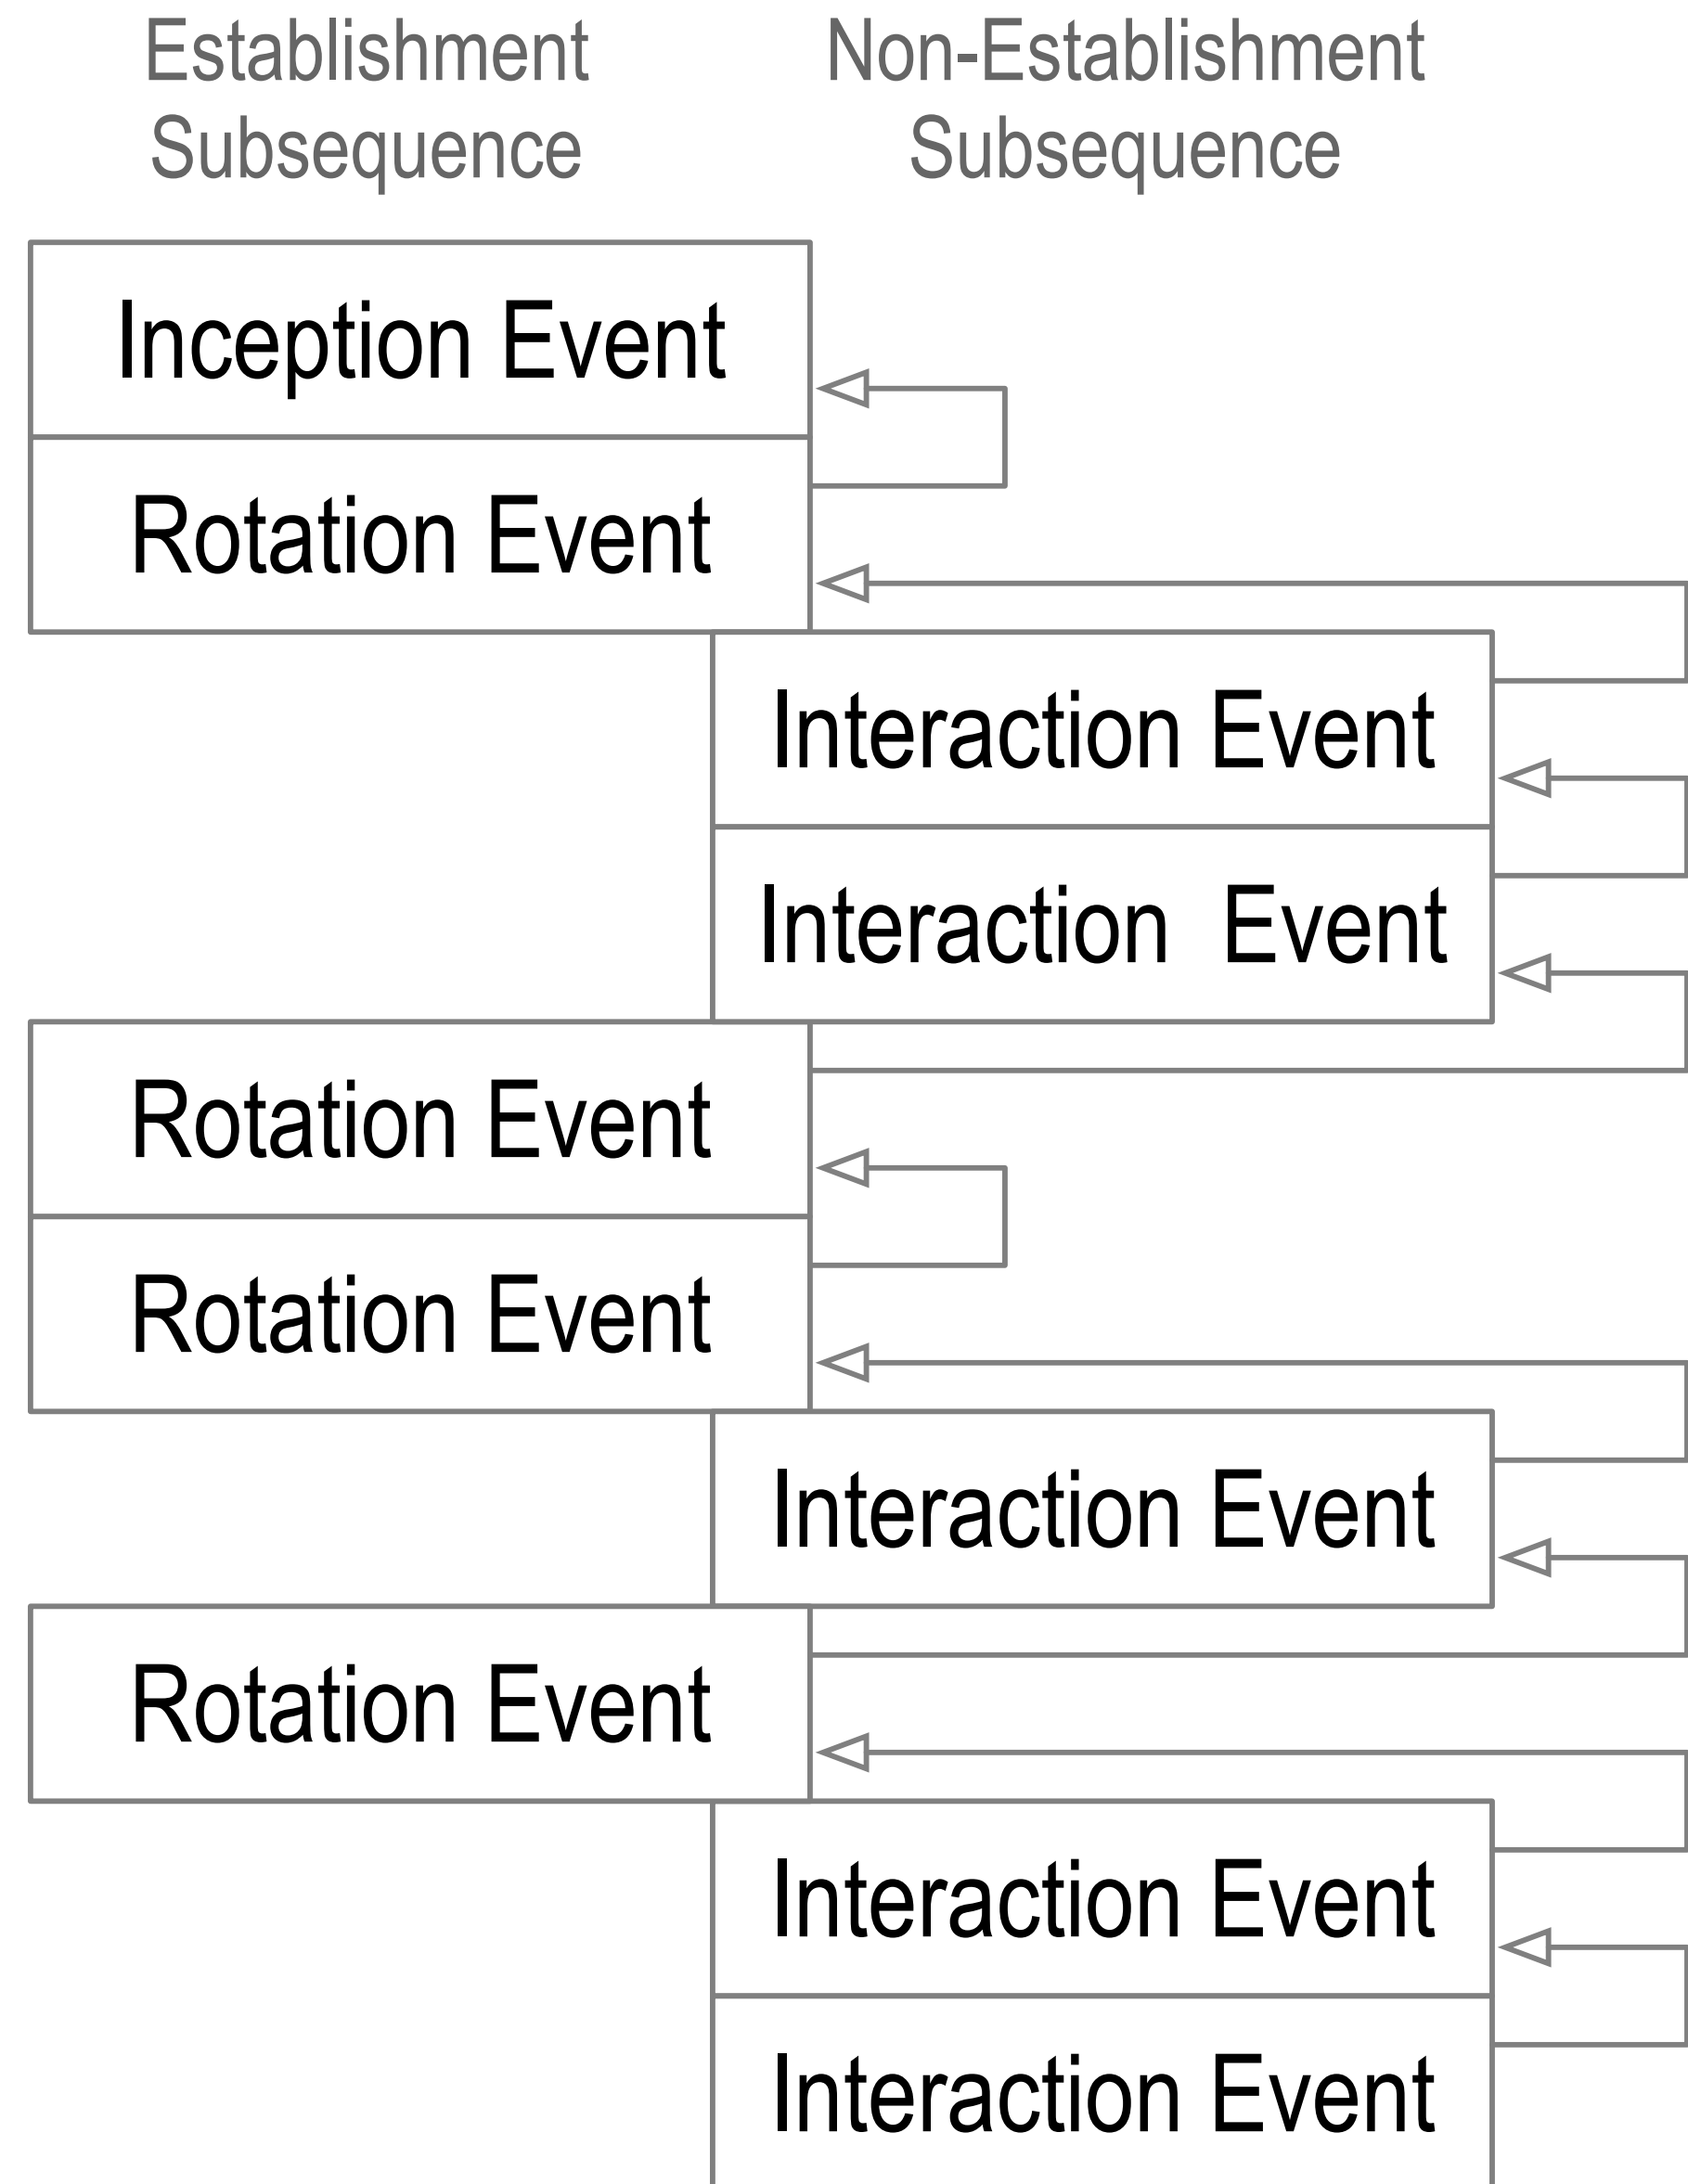 Establishment Non-Establishment
Subsequence Subsequence
Inception Event
Rotation Event
Interaction Event
Interaction Event
Rotation Event
Rotation Event
Interaction Event
Rotation Event
Interaction Event
Interaction Event